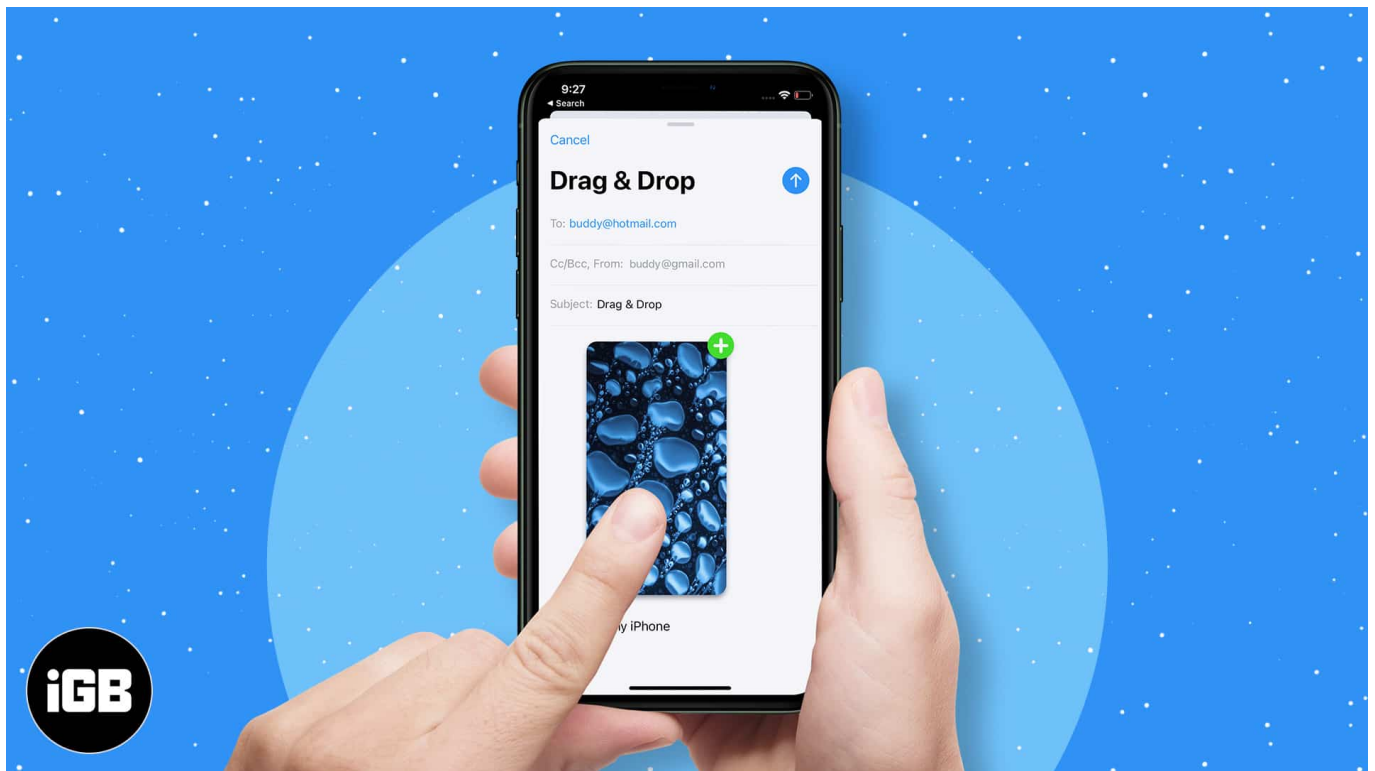 9:27
◀ Search
Cancel
Drag & Drop
To: buddy@hotmail.com
Cc/Bcc, From: buddy@gmail.com
Subject: Drag & Drop
iPhone
iGB